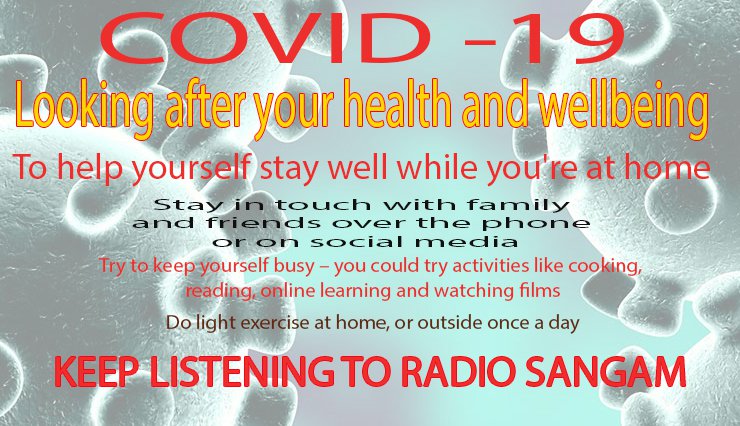 COVID -19
Looking after your health and wellbeing
To help yourself stay well while you're at home
Stay in touch with family
and friends over the phone
or on social media
Try to keep yourself busy – you could try activities like cooking,
reading, online learning and watching films
Do light exercise at home, or outside once a day
KEEP LISTENING TO RADIO SANGAM